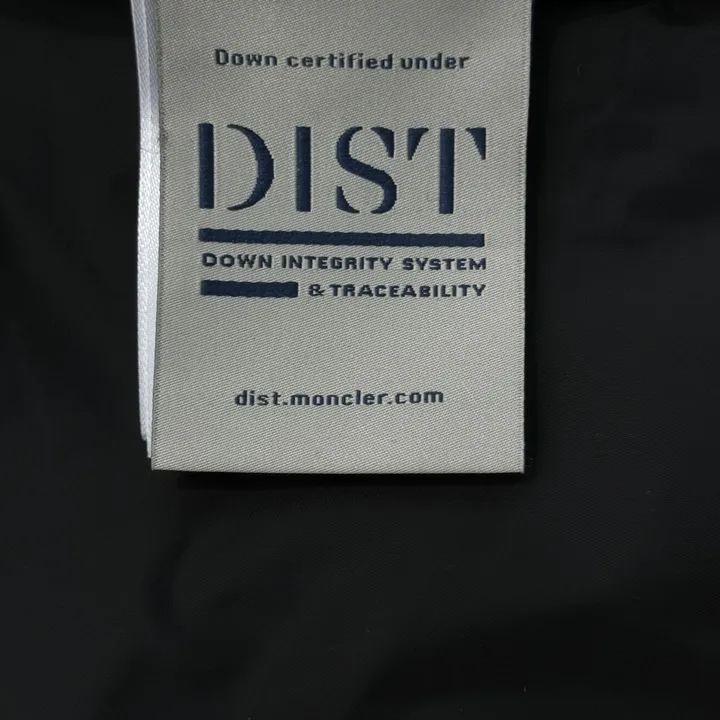 Down certified under
DIST
DOWN INTEGRITY SYSTEM
& TRACEABILITY
dist.moncler.com